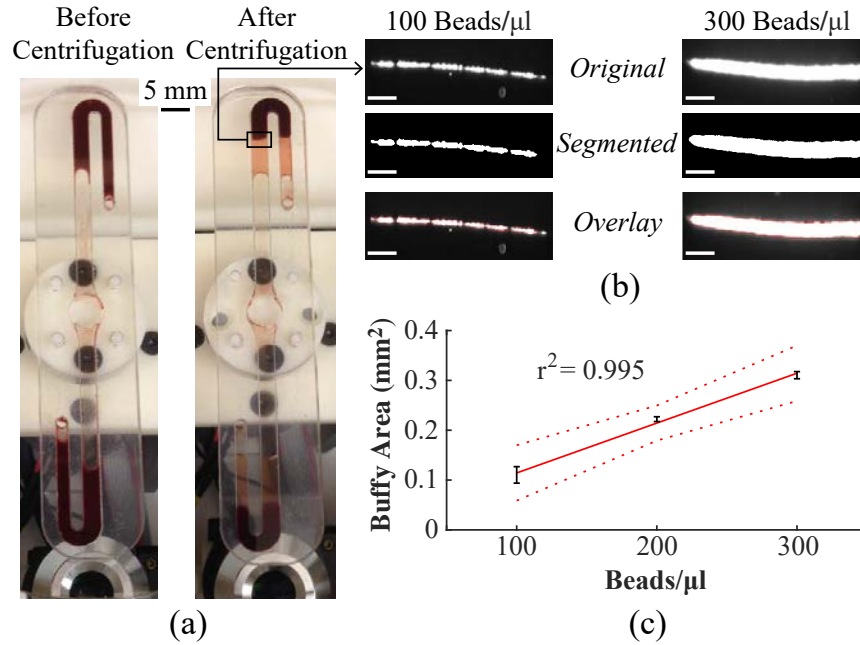 Before
Centrifugation
After
Centrifugation
5 mm
(a)
100 Beads/μl
300 Beads/μl
Original
Segmented
Overlay
(b)
0.4
0.3
0.2
0.1
0
Buffy Area (mm²)
r² = 0.995
100
200
300
Beads/μl
(c)